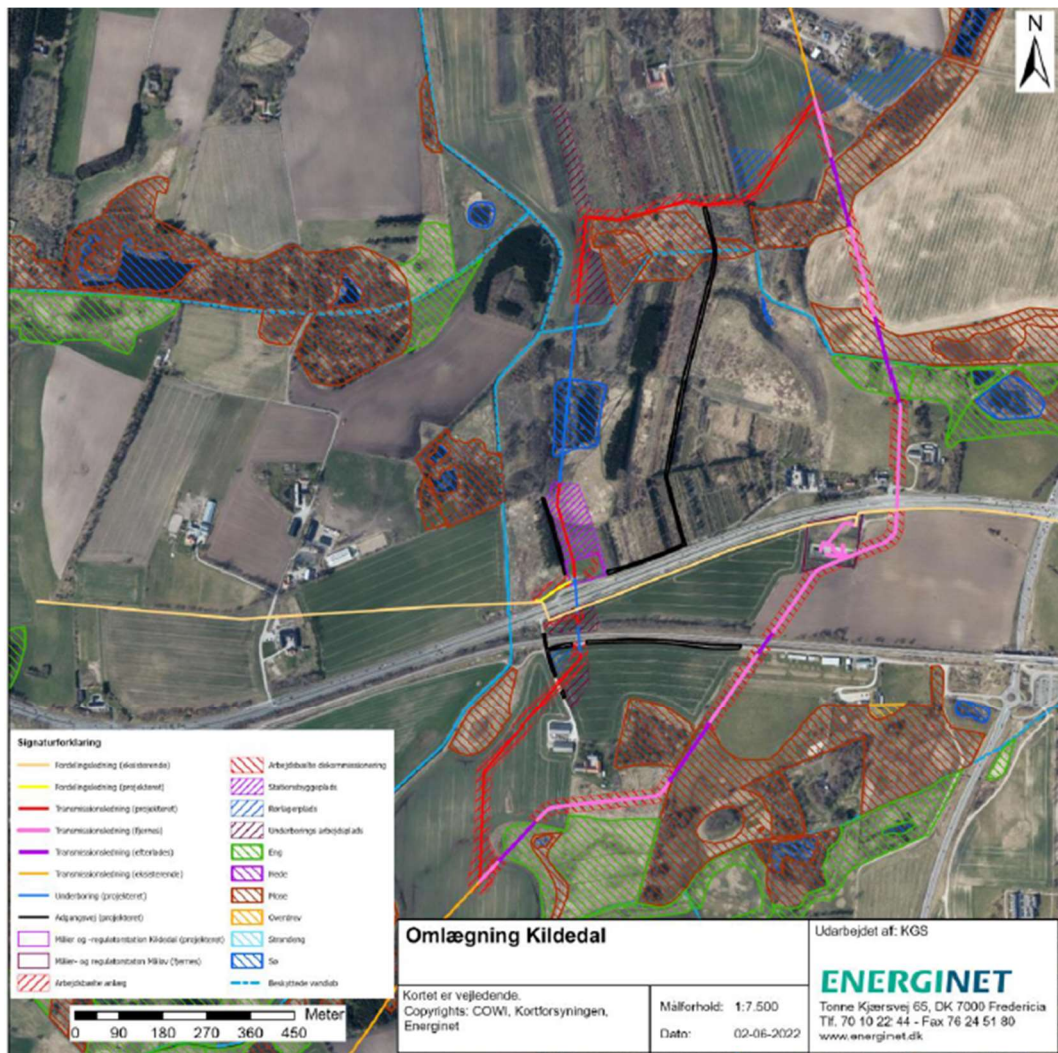 N
Signaturforklaring
Fordelingsledning (eksisterende)
Fordelingsledning (projekteret)
Transmissionsledning (projekteret)
Transmissionsledning (fjernes)
Transmissionsledning (efterlades)
Transmissionsledning (eksisterende)
Underboring (projekteret)
Adgangsvej (projekteret)
Måler og -regulatorstation Kildedal (projekteret)
Måler- og regulatorstation Måløv (fjernes)
Arbejdsbælte anlæg
Arbejdsbælte dekommissionering
Stationsbyggeplads
Rørlagerplads
Underborings arbejdsplads
Eng
Hede
Mose
Overdrev
Strandeng
Sø
Beskyttede vandløb
Meter
0 90 180 270 360 450
Omlægning Kildedal
Kortet er vejledende.
Copyrights: COWI, Kortforsyningen,
Energinet
Målforhold: 1:7.500
Dato: 02-06-2022
Udarbejdet af: KGS
ENERGINET
Tonne Kjærsvej 65, DK 7000 Fredericia
Tlf. 70 10 22 44 - Fax 76 24 51 80
www.energinet.dk